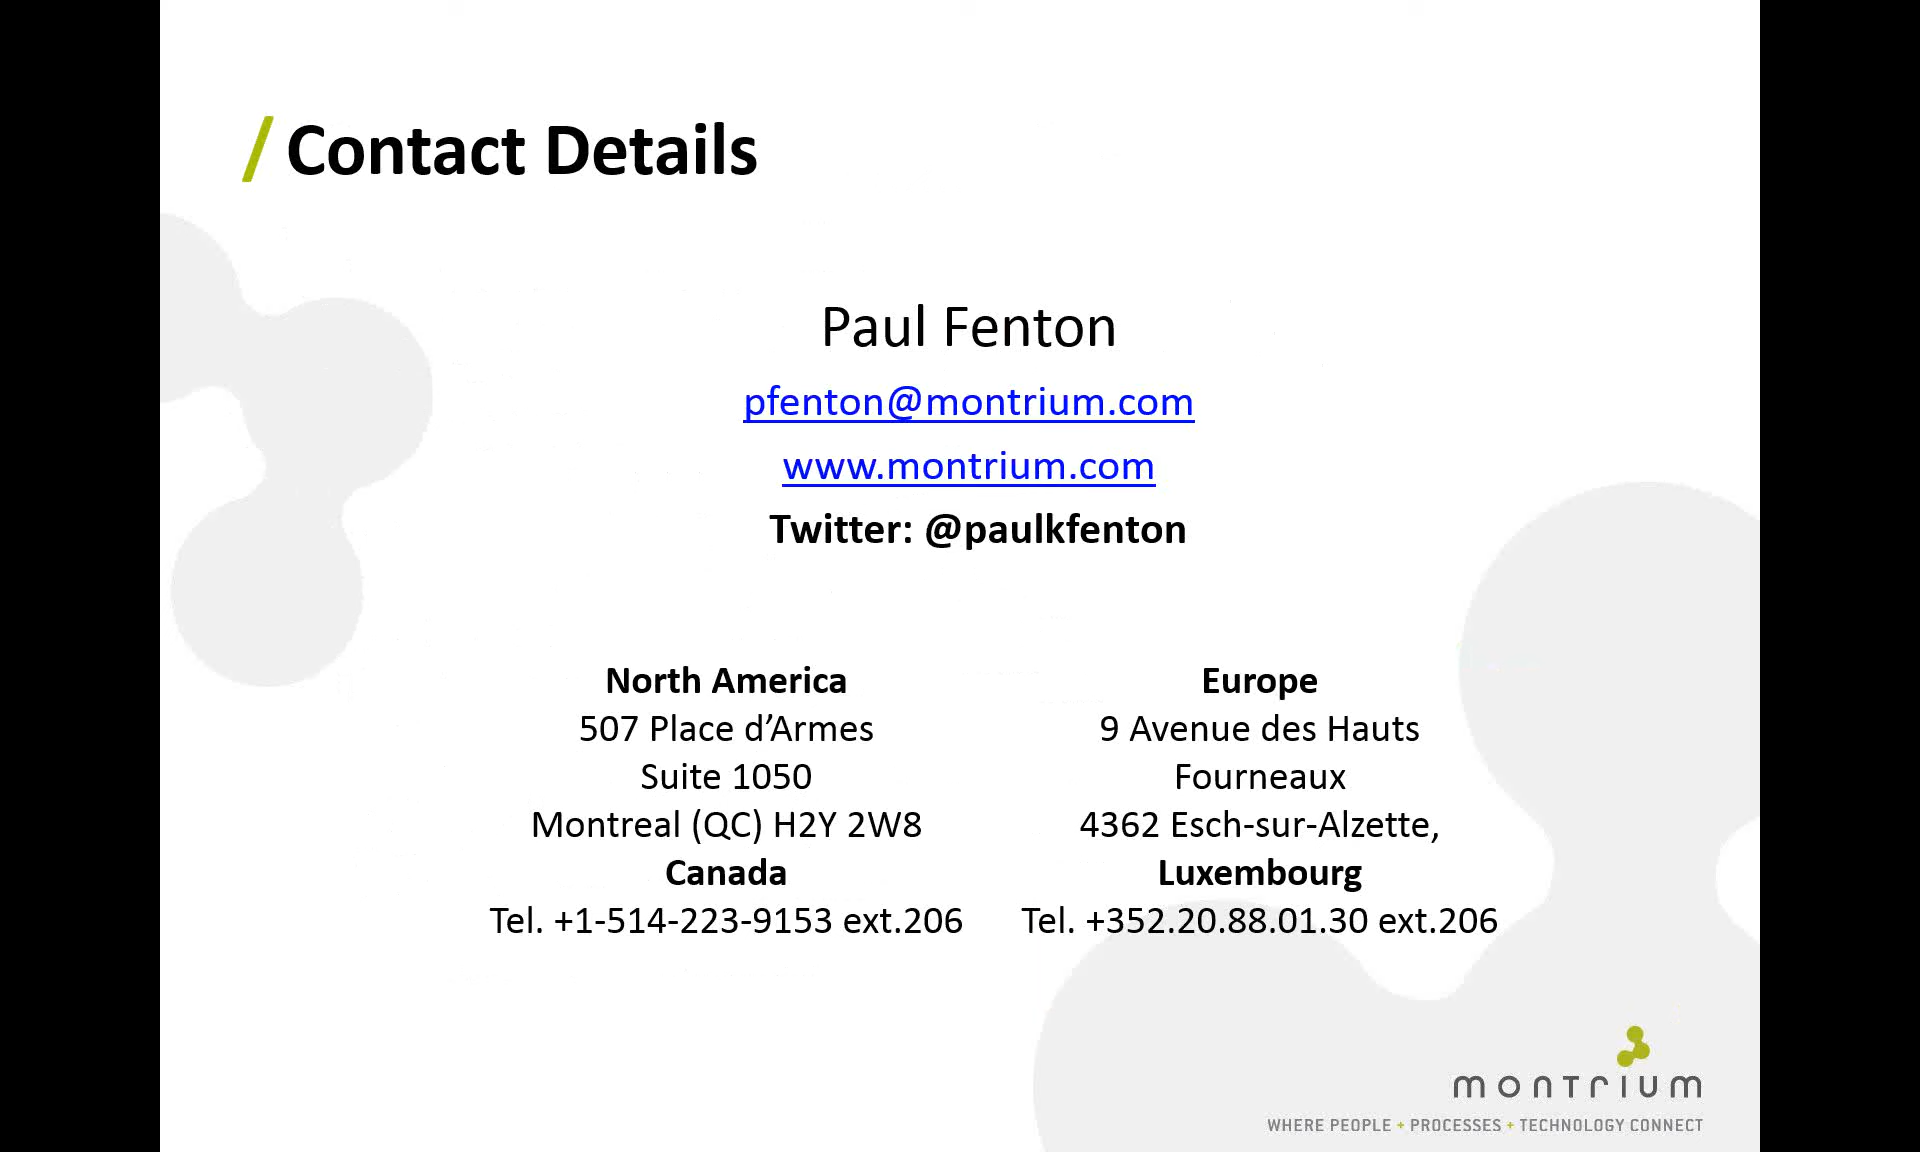 / Contact Details
Paul Fenton
pfenton@montrium.com
www.montrium.com
Twitter: @paulkfenton
North America
507 Place d’Armes
Suite 1050
Montreal (QC) H2Y 2W8
Canada
Tel. +1-514-223-9153 ext.206
Europe
9 Avenue des Hauts
Fourneaux
4362 Esch-sur-Alzette,
Luxembourg
Tel. +352.20.88.01.30 ext.206
montrium
WHERE PEOPLE + PROCESSES + TECHNOLOGY CONNECT